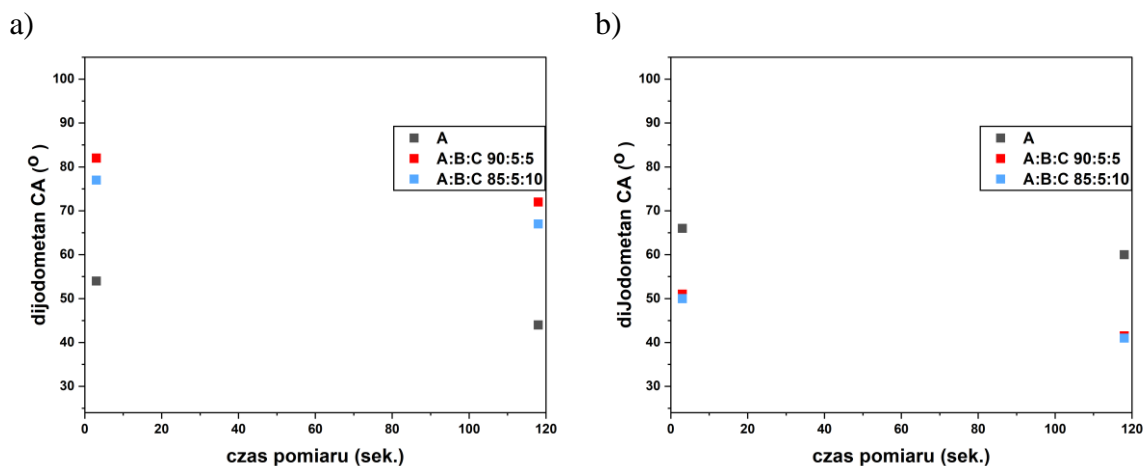 a)
dijodometan CA (°)
100
90
80
70
60
50
40
30
A
A:B:C 90:5:5
A:B:C 85:5:10
0 20 40 60 80 100 120
czas pomiaru (sek.)
b)
diJodometan CA (°)
100
90
80
70
60
50
40
30
A
A:B:C 90:5:5
A:B:C 85:5:10
0 20 40 60 80 100 120
czas pomiaru (sek.)